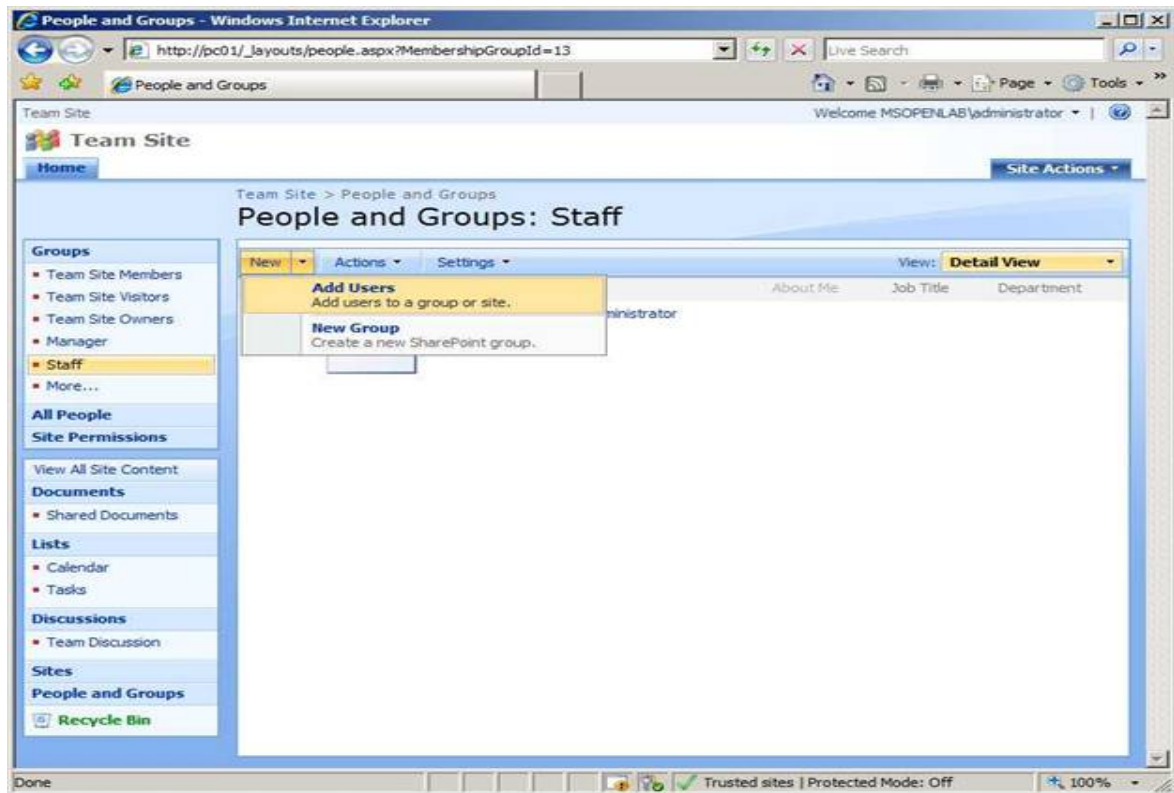 People and Groups - Windows Internet Explorer
http://pc01/_layouts/people.aspx?MembershipGroupId=13
Live Search
People and Groups
Page
Tools
Team Site
Welcome MSOPENLAB\administrator
Team Site
Home
Site Actions
Team Site > People and Groups
People and Groups: Staff
Groups
Team Site Members
Team Site Visitors
Team Site Owners
Manager
Staff
More...
All People
Site Permissions
View All Site Content
Documents
Shared Documents
Lists
Calendar
Tasks
Discussions
Team Discussion
Sites
People and Groups
Recycle Bin
New Actions Settings View: Detail View
Add Users
Add users to a group or site.
New Group
Create a new SharePoint group.
About Me Job Title Department
ministrator
Done
Trusted sites | Protected Mode: Off
100%